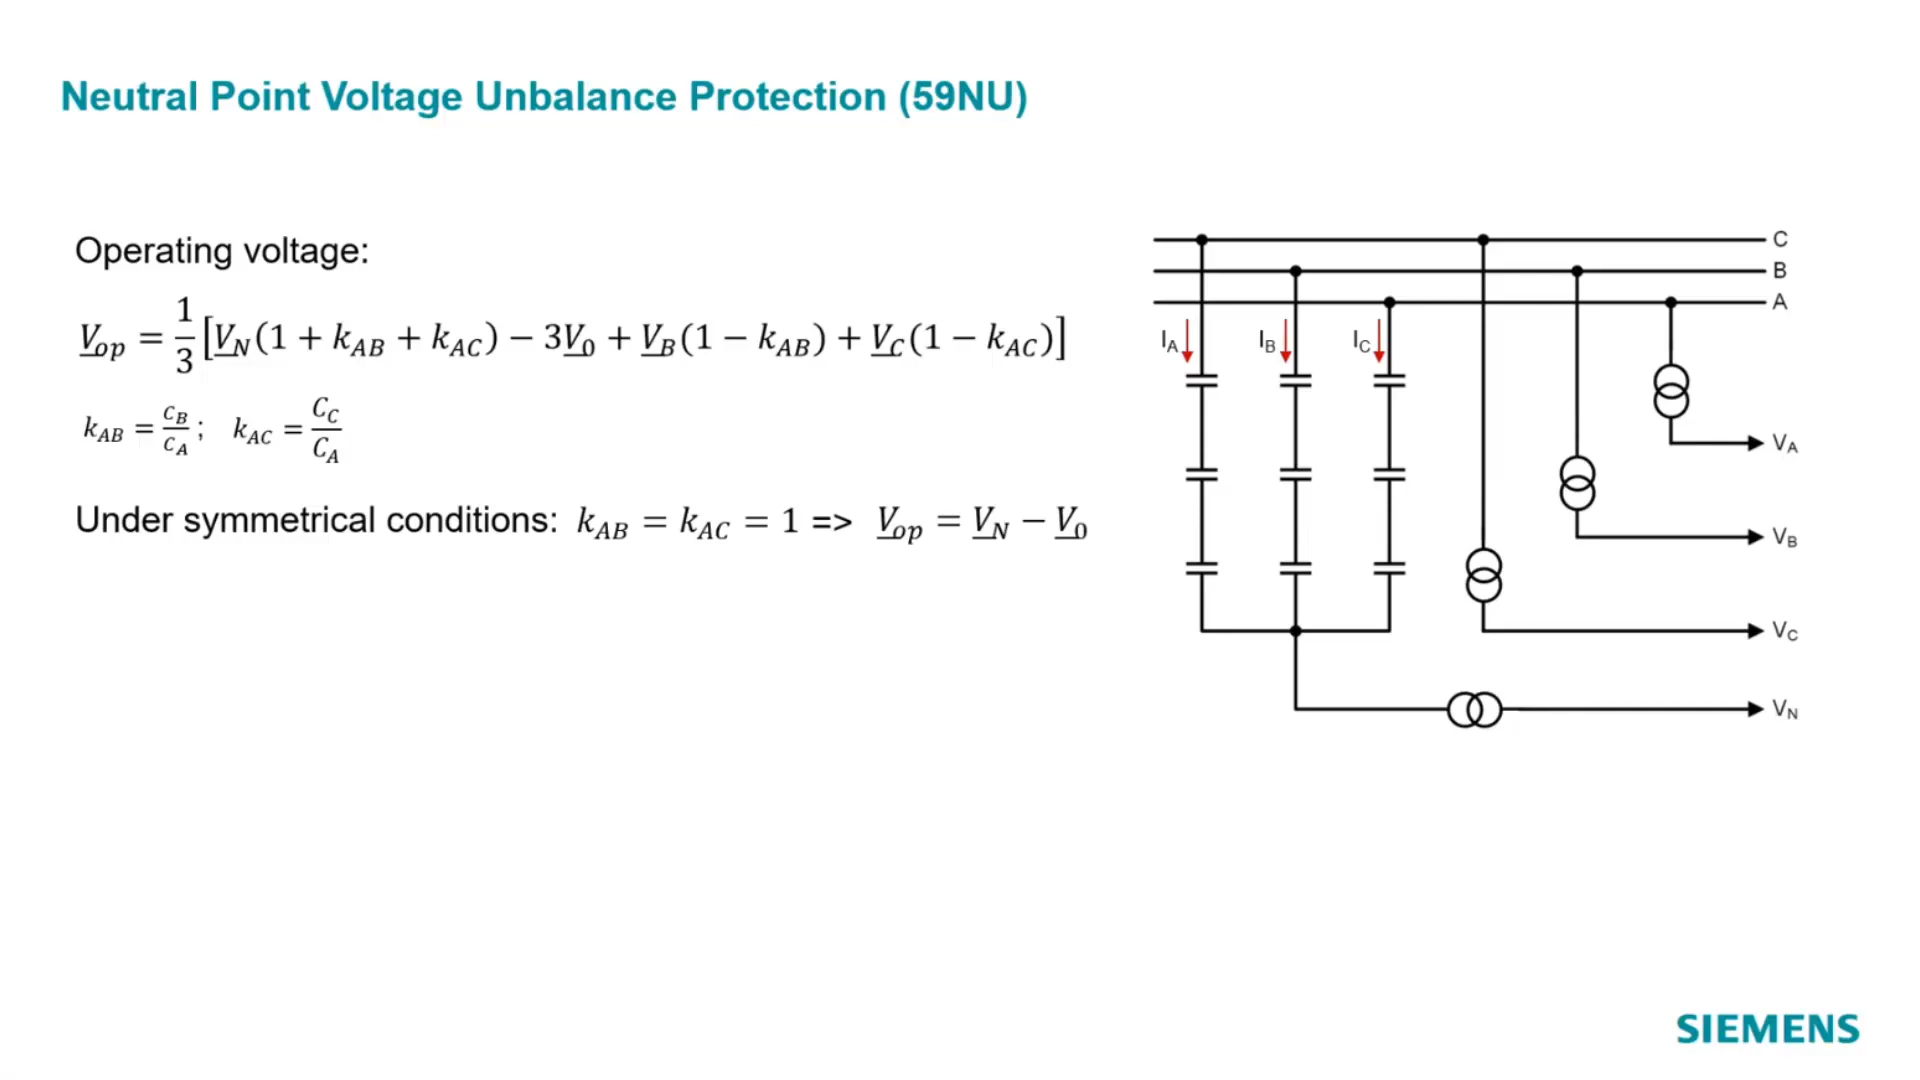 Neutral Point Voltage Unbalance Protection (59NU)
Operating voltage:
V_op = 1/3 [V_N(1 + k_AB + k_AC) − 3V_0 + V_B(1 − k_AB) + V_C(1 − k_AC)]
k_AB = C_B/C_A ; k_AC = C_C/C_A
Under symmetrical conditions: k_AB = k_AC = 1 => V_op = V_N − V_0
C
B
A
I_A I_B I_C
V_A
V_B
V_C
V_N
SIEMENS